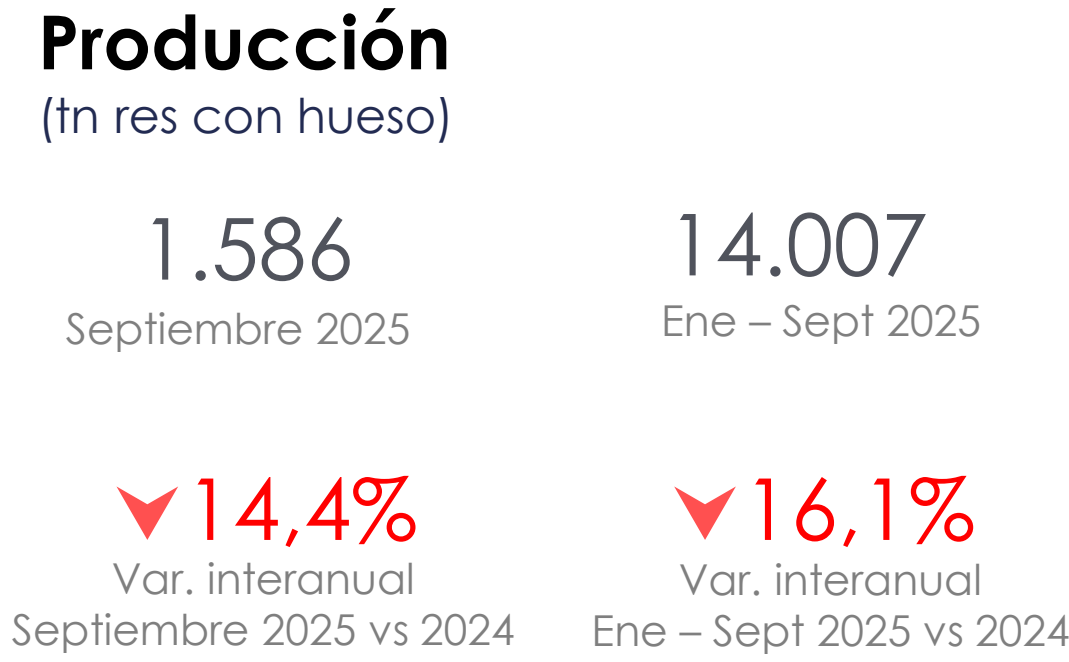 Producción
(tn res con hueso)
1.586
Septiembre 2025
14.007
Ene – Sept 2025
14,4%
Var. interanual
Septiembre 2025 vs 2024
16,1%
Var. interanual
Ene – Sept 2025 vs 2024